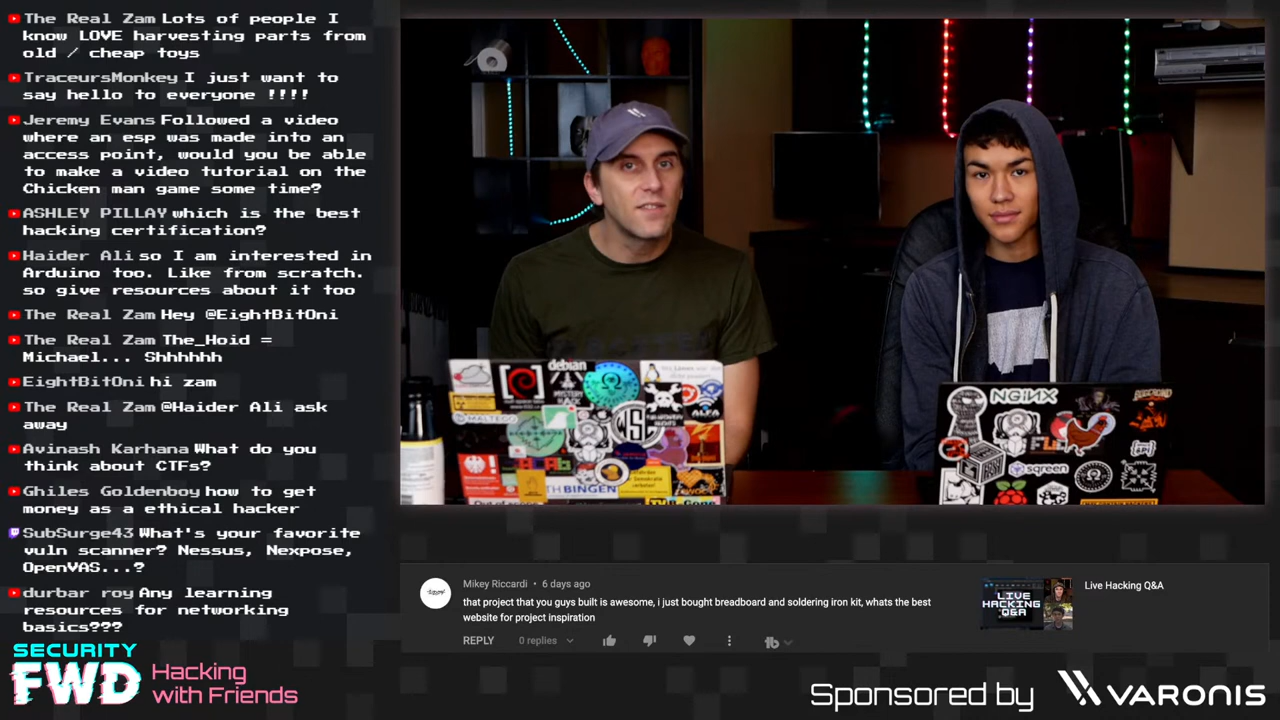 The Real Zam Lots of people I
know LOVE harvesting parts from
old / cheap toys
TraceursMonkey I just want to
say hello to everyone !!!!
Jeremy Evans Followed a video
where an esp was made into an
access point, would you be able
to make a video tutorial on the
Chicken man game some time?
ASHLEY PILLAY which is the best
hacking certification?
Haider Ali so I am interested in
Arduino too. Like from scratch.
so give resources about it too
The Real Zam Hey @EightBitOni
The Real Zam The_Hoid =
Michael... Shhhhhh
EightBitOni hi zam
The Real Zam @Haider Ali ask
away
Avinash Karhana What do you
think about CTFs?
Ghiles Goldenboy how to get
money as a ethical hacker
SubSurge43 What's your favorite
vuln scanner? Nessus, Nexpose,
OpenVAS...?
durbar roy Any learning
resources for networking
basics???
SECURITY
FWD
Hacking
with Friends
debian
MALTEGO
ALFA
TH BINGEN
NGiNX
sqreen
Mikey Riccardi • 6 days ago
that project that you guys built is awesome, i just bought breadboard and soldering iron kit, whats the best
website for project inspiration
REPLY 0 replies
LIVE
HACKING
Q&A
Live Hacking Q&A
Sponsored by VARONIS